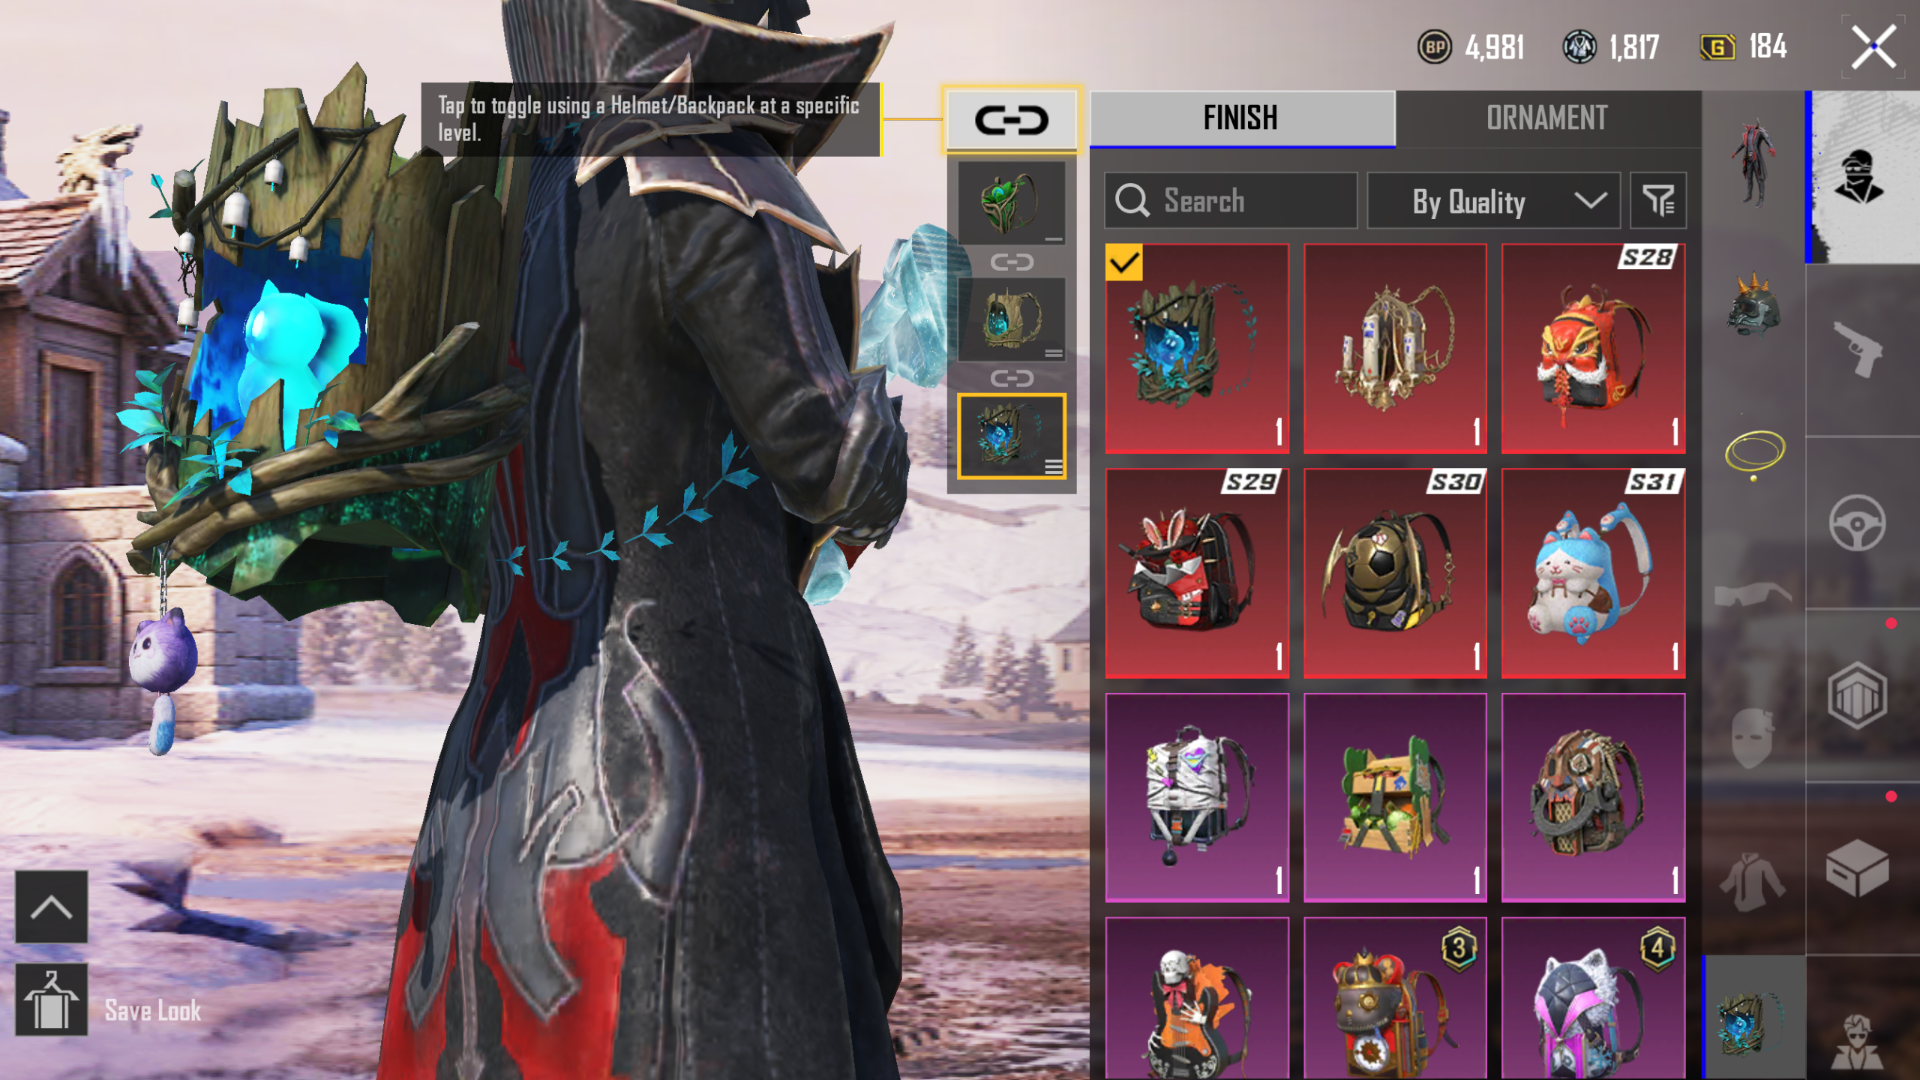 BP 4,981
1,817
G 184
Tap to toggle using a Helmet/Backpack at a specific
level.
FINISH
ORNAMENT
Search
By Quality
1
1
S28
1
S29
1
S30
1
S31
1
1
1
1
3
4
Save Look